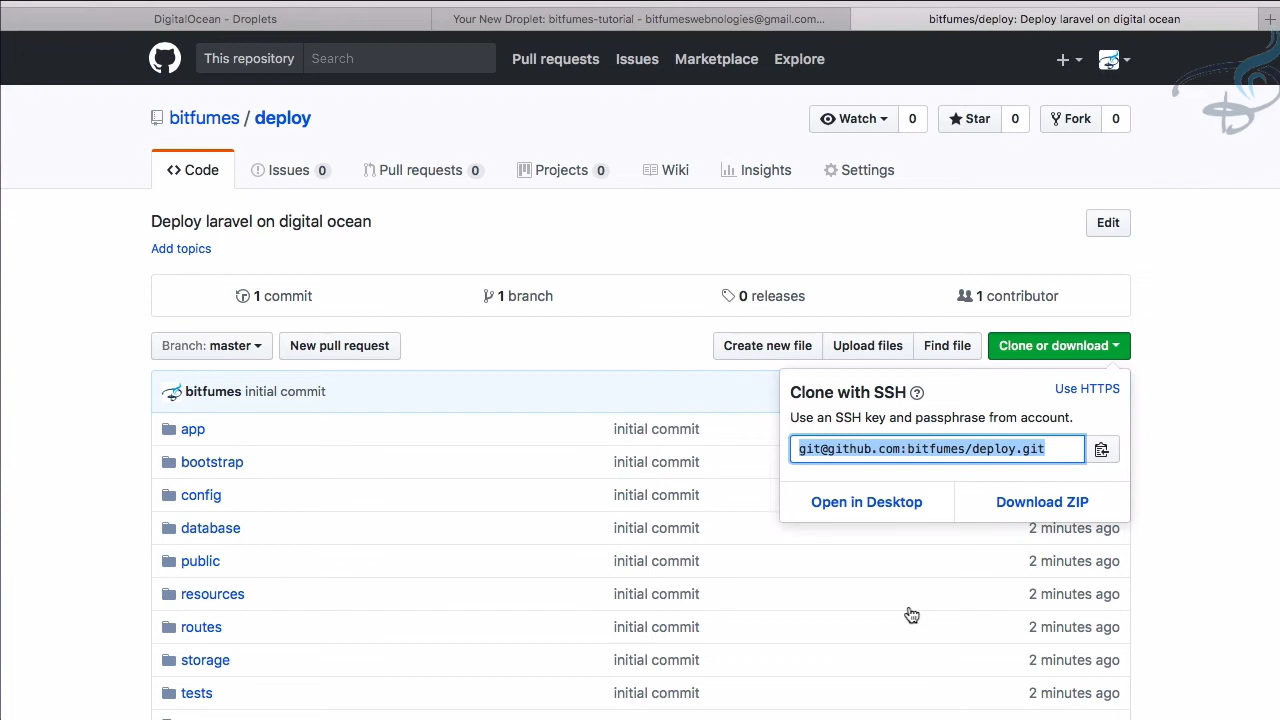 DigitalOcean - Droplets
Your New Droplet: bitfumes-tutorial - bitfumeswebnologies@gmail.com...
bitfumes/deploy: Deploy laravel on digital ocean
This repository Search Pull requests Issues Marketplace Explore
bitfumes / deploy
Watch 0 Star 0 Fork 0
Code Issues 0 Pull requests 0 Projects 0 Wiki Insights Settings
Deploy laravel on digital ocean
Edit
Add topics
1 commit 1 branch 0 releases 1 contributor
Branch: master New pull request Create new file Upload files Find file Clone or download
bitfumes initial commit
Clone with SSH Use HTTPS
Use an SSH key and passphrase from account.
git@github.com:bitfumes/deploy.git
Open in Desktop Download ZIP
app initial commit
bootstrap initial commit
config initial commit
database initial commit 2 minutes ago
public initial commit 2 minutes ago
resources initial commit 2 minutes ago
routes initial commit 2 minutes ago
storage initial commit 2 minutes ago
tests initial commit 2 minutes ago